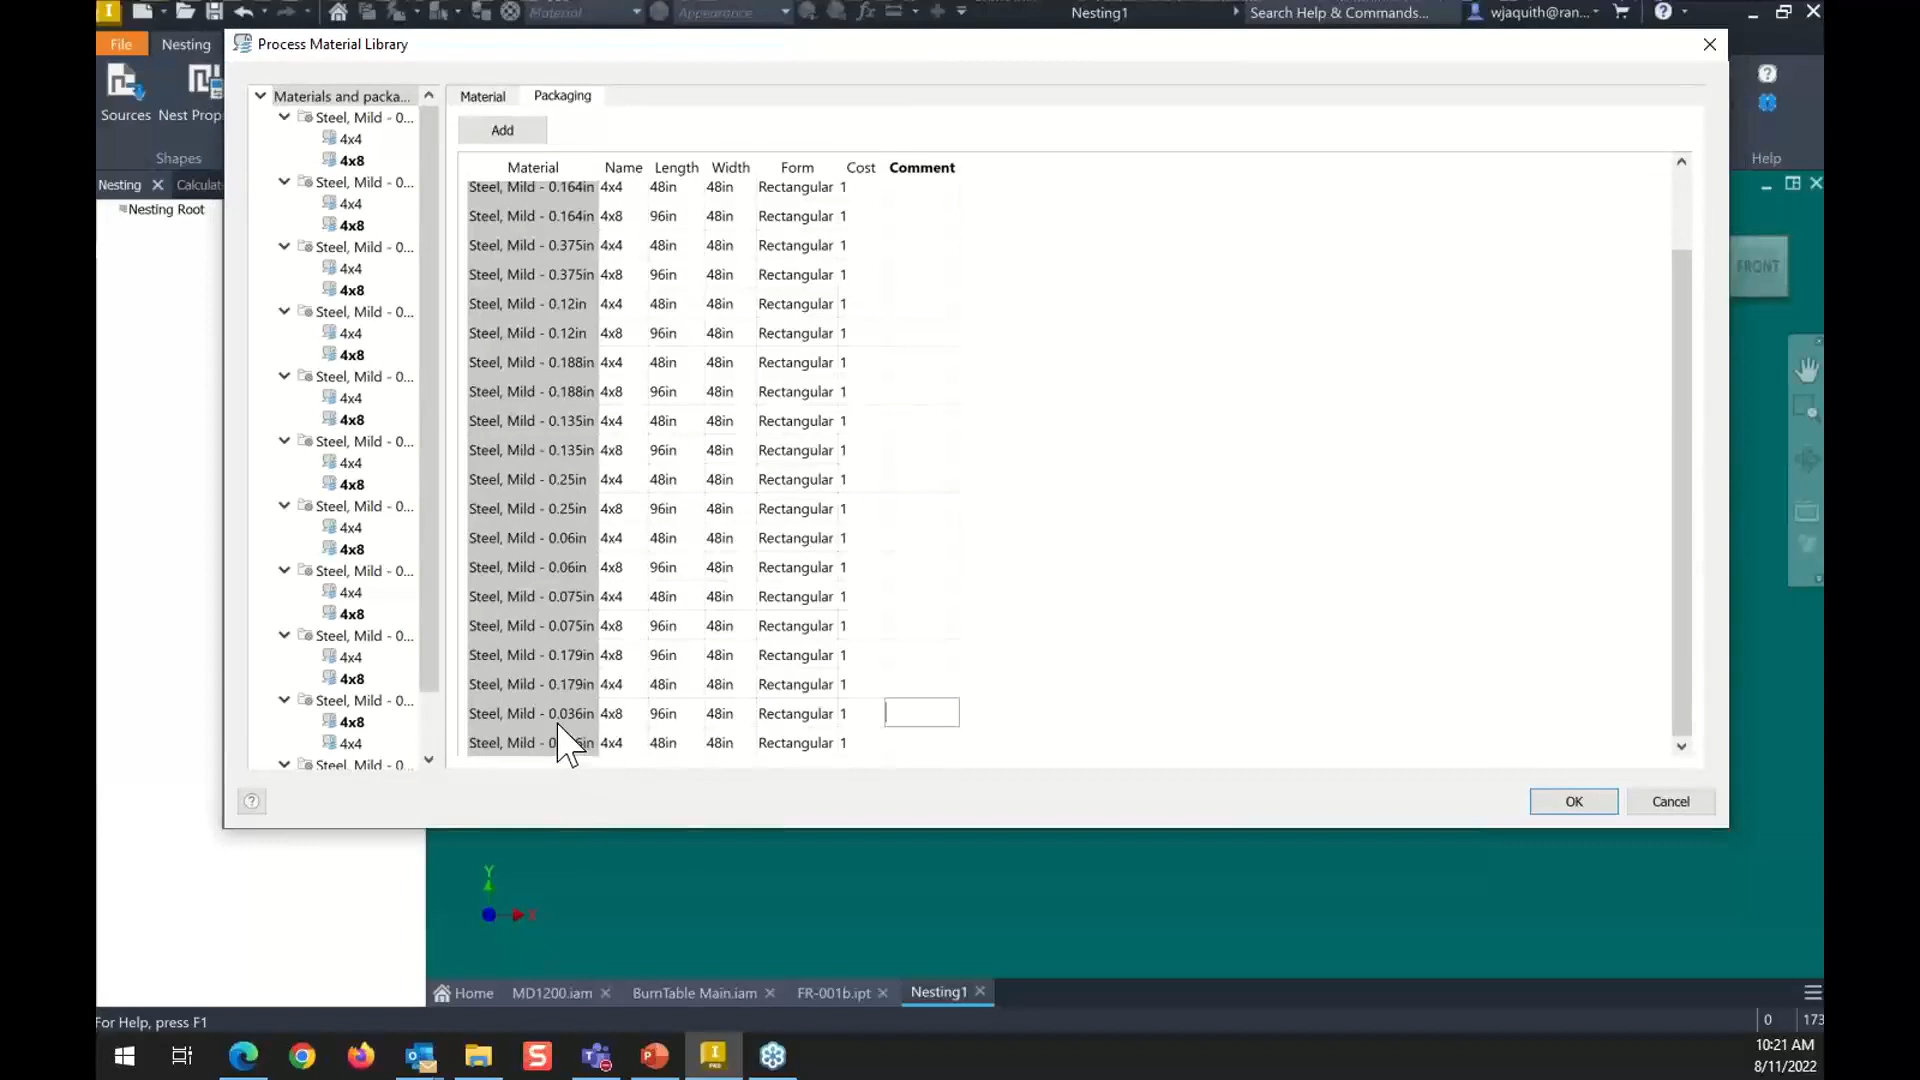 Material
Appearance
Nesting1
Search Help & Commands...
wjaquith@ran...
File
Nesting
Sources
Nest Prop
Shapes
Help
Nesting
Calculat
Nesting Root
Process Material Library
Materials and packa...
Steel, Mild - 0...
4x4
4x8
Steel, Mild - 0...
4x4
4x8
Steel, Mild - 0...
4x4
4x8
Steel, Mild - 0...
4x4
4x8
Steel, Mild - 0...
4x4
4x8
Steel, Mild - 0...
4x4
4x8
Steel, Mild - 0...
4x4
4x8
Steel, Mild - 0...
4x4
4x8
Steel, Mild - 0...
4x4
4x8
Steel, Mild - 0...
4x8
4x4
Steel, Mild - 0...
Material Packaging
Add
Material Name Length Width Form Cost Comment
Steel, Mild - 0.164in 4x4 48in 48in Rectangular 1
Steel, Mild - 0.164in 4x8 96in 48in Rectangular 1
Steel, Mild - 0.375in 4x4 48in 48in Rectangular 1
Steel, Mild - 0.375in 4x8 96in 48in Rectangular 1
Steel, Mild - 0.12in 4x4 48in 48in Rectangular 1
Steel, Mild - 0.12in 4x8 96in 48in Rectangular 1
Steel, Mild - 0.188in 4x4 48in 48in Rectangular 1
Steel, Mild - 0.188in 4x8 96in 48in Rectangular 1
Steel, Mild - 0.135in 4x4 48in 48in Rectangular 1
Steel, Mild - 0.135in 4x8 96in 48in Rectangular 1
Steel, Mild - 0.25in 4x4 48in 48in Rectangular 1
Steel, Mild - 0.25in 4x8 96in 48in Rectangular 1
Steel, Mild - 0.06in 4x4 48in 48in Rectangular 1
Steel, Mild - 0.06in 4x8 96in 48in Rectangular 1
Steel, Mild - 0.075in 4x4 48in 48in Rectangular 1
Steel, Mild - 0.075in 4x8 96in 48in Rectangular 1
Steel, Mild - 0.179in 4x8 96in 48in Rectangular 1
Steel, Mild - 0.179in 4x4 48in 48in Rectangular 1
Steel, Mild - 0.036in 4x8 96in 48in Rectangular 1
Steel, Mild - 4x4 48in 48in Rectangular 1
OK
Cancel
FRONT
Y
X
Home MD1200.iam BurnTable Main.iam FR-001b.ipt Nesting1
For Help, press F1
0 173
10:21 AM
8/11/2022